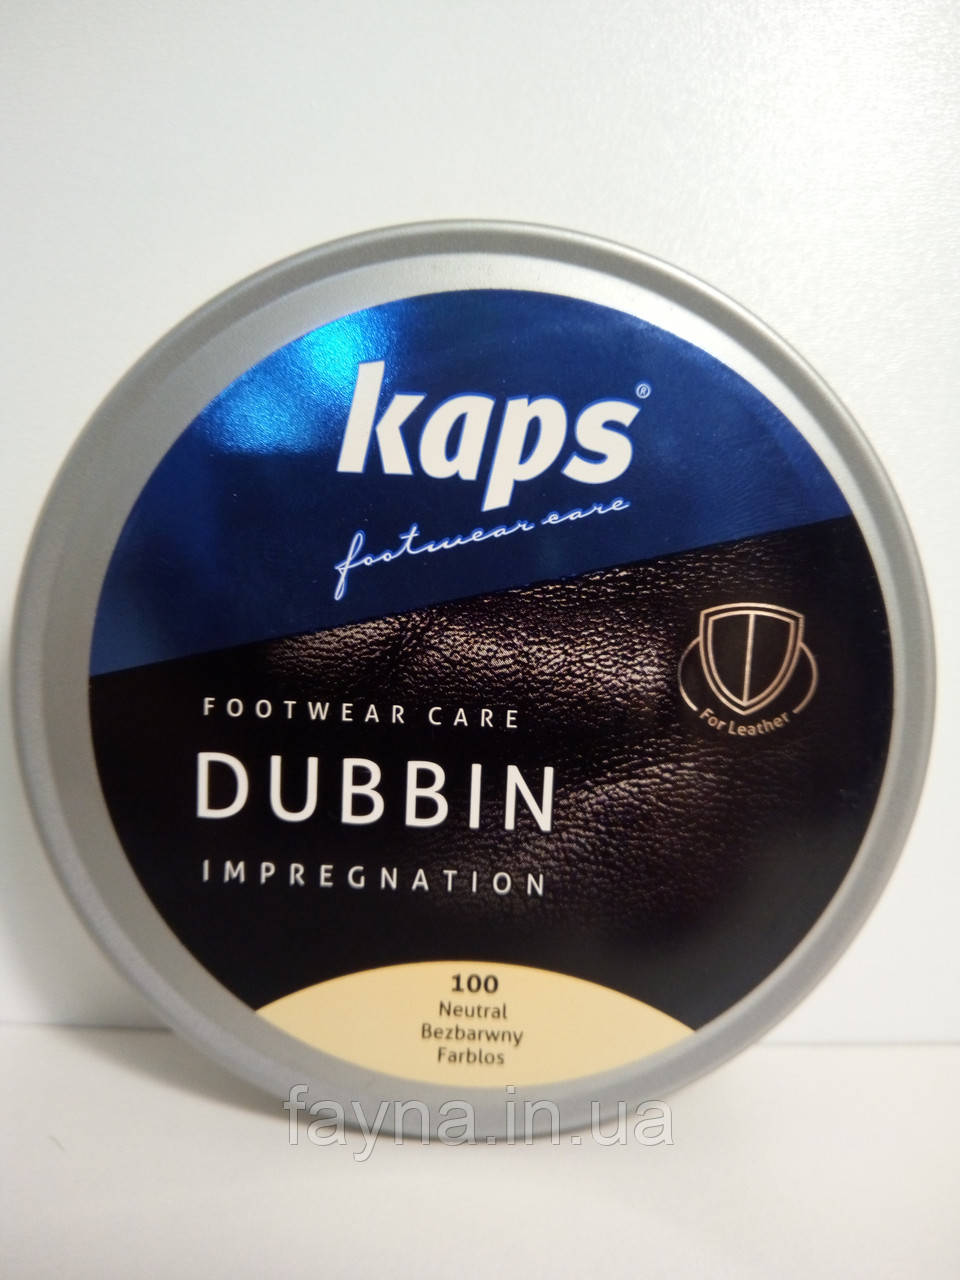 kaps®
footwear care
For Leather
FOOTWEAR CARE
DUBBIN
IMPREGNATION
100
Neutral
Bezbarwny
Farblos
fayna.in.ua